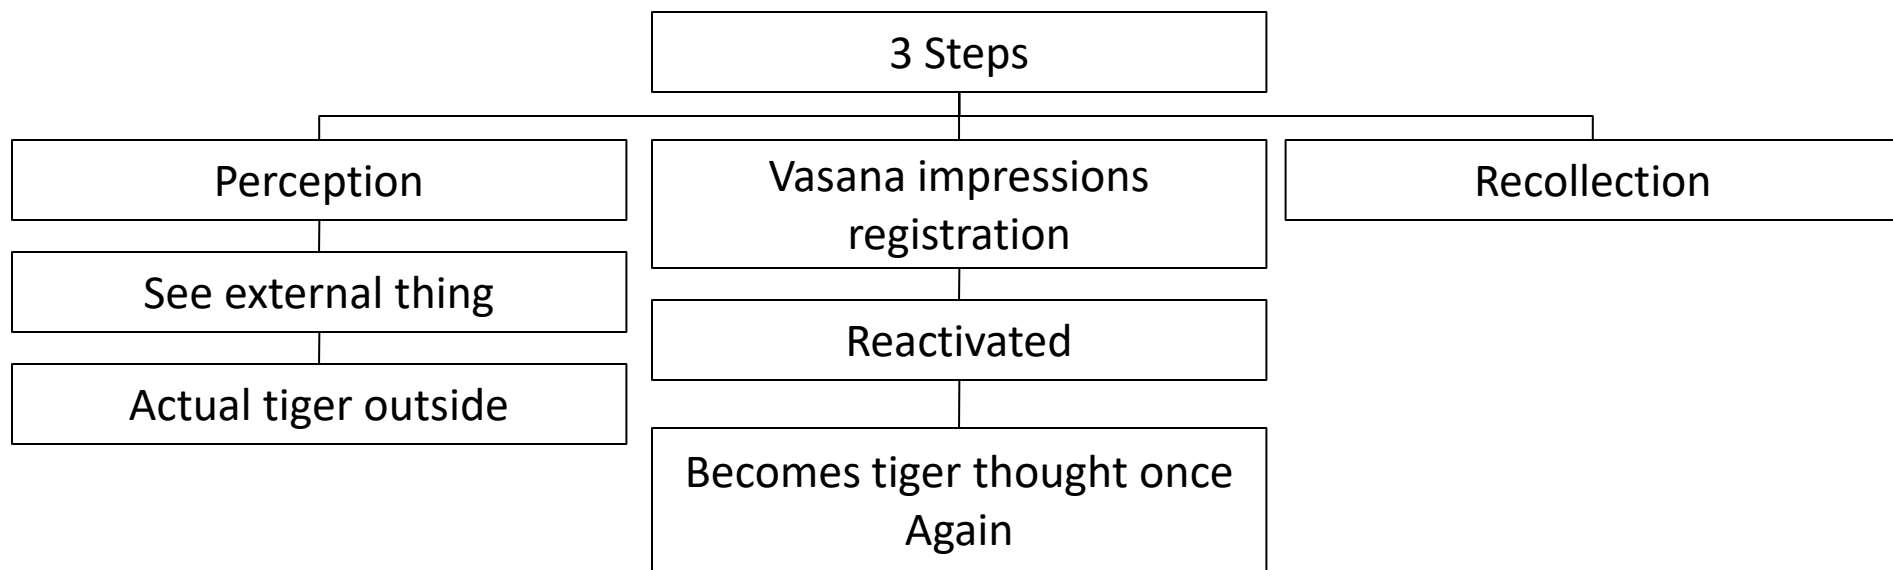 3 Steps
Perception
Vasana impressions
registration
Recollection
See external thing
Reactivated
Actual tiger outside
Becomes tiger thought once
Again